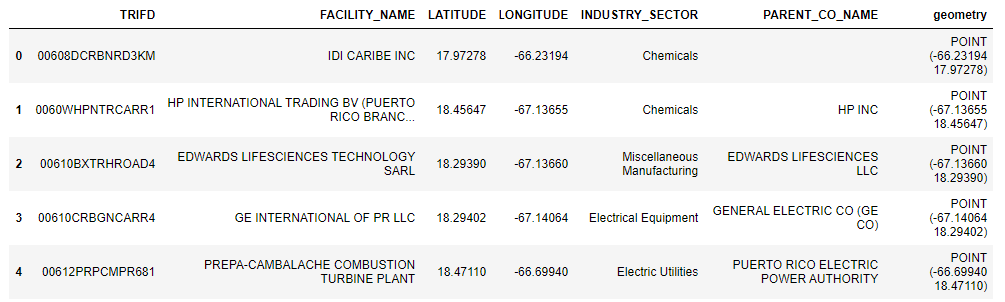 TRIFD FACILITY_NAME LATITUDE LONGITUDE INDUSTRY_SECTOR PARENT_CO_NAME geometry
0 00608DCRBNRD3KM IDI CARIBE INC 17.97278 -66.23194 Chemicals POINT
(-66.23194
17.97278)
1 0060WHPNTRCARR1 HP INTERNATIONAL TRADING BV (PUERTO
RICO BRANC... 18.45647 -67.13655 Chemicals HP INC POINT
(-67.13655
18.45647)
2 00610BXTRHROAD4 EDWARDS LIFESCIENCES TECHNOLOGY
SARL 18.29390 -67.13660 Miscellaneous
Manufacturing EDWARDS LIFESCIENCES
LLC POINT
(-67.13660
18.29390)
3 00610CRBGNCARR4 GE INTERNATIONAL OF PR LLC 18.29402 -67.14064 Electrical Equipment GENERAL ELECTRIC CO (GE
CO) POINT
(-67.14064
18.29402)
4 00612PRPCMPR681 PREPA-CAMBALACHE COMBUSTION
TURBINE PLANT 18.47110 -66.69940 Electric Utilities PUERTO RICO ELECTRIC
POWER AUTHORITY POINT
(-66.69940
18.47110)